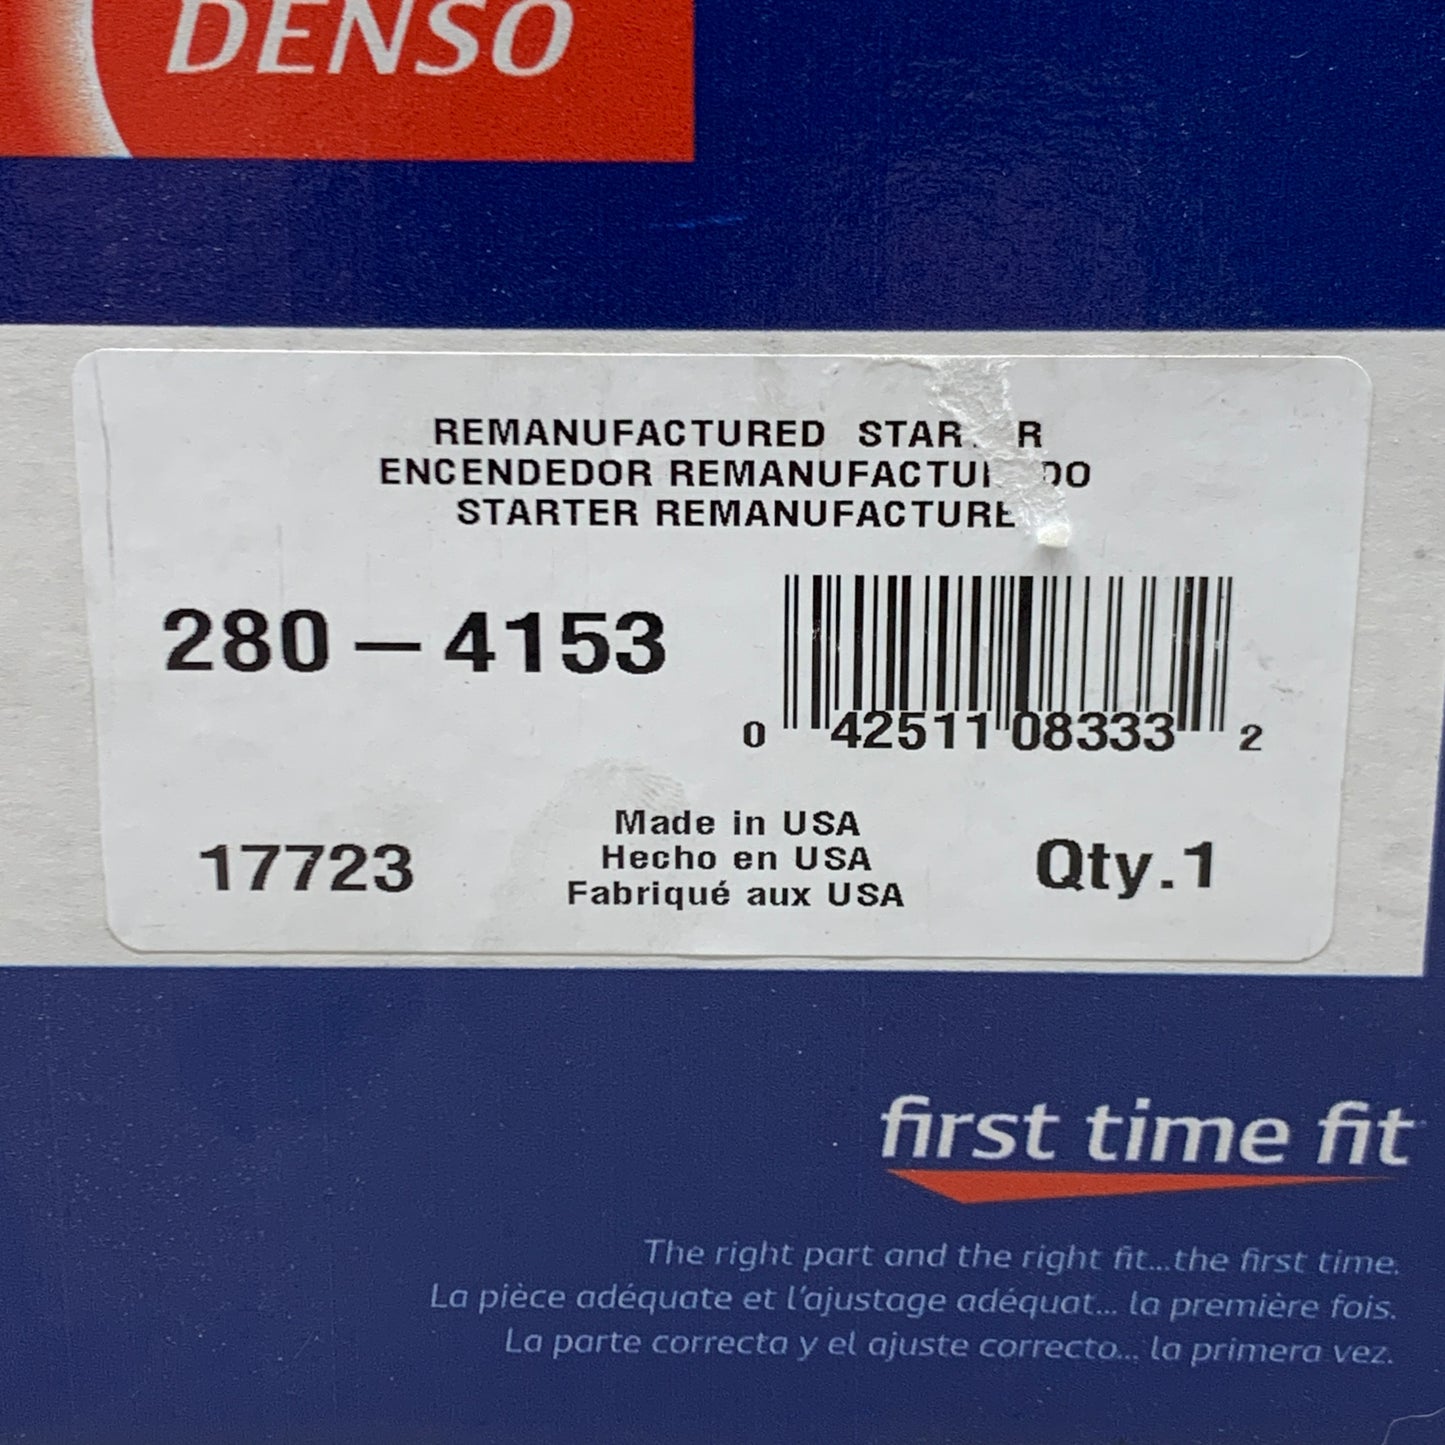 DENSO
REMANUFACTURED
ENCENDEDOR
STARTER REMANUFACTURE
280-4153
0 42511 08333 2
17723
Made in USA
Hecho en USA
Fabriqué aux USA
Qty.1
first time fit
The right part and the right fit...the first time.
La pièce adéquate et l'ajustage adéquat... la première fois.
La parte correcta y el ajuste correcto... la primera vez.